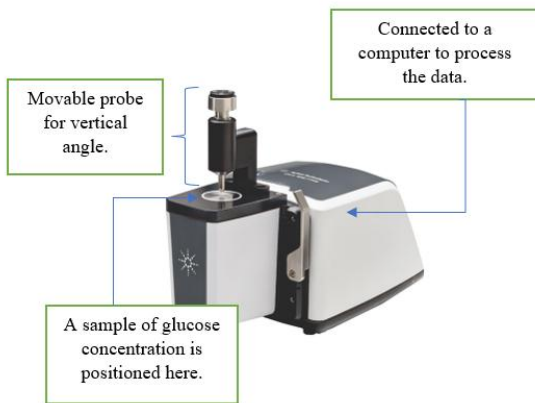 Connected to a
computer to process
the data.
Movable probe
for vertical
angle.
A sample of glucose
concentration is
positioned here.